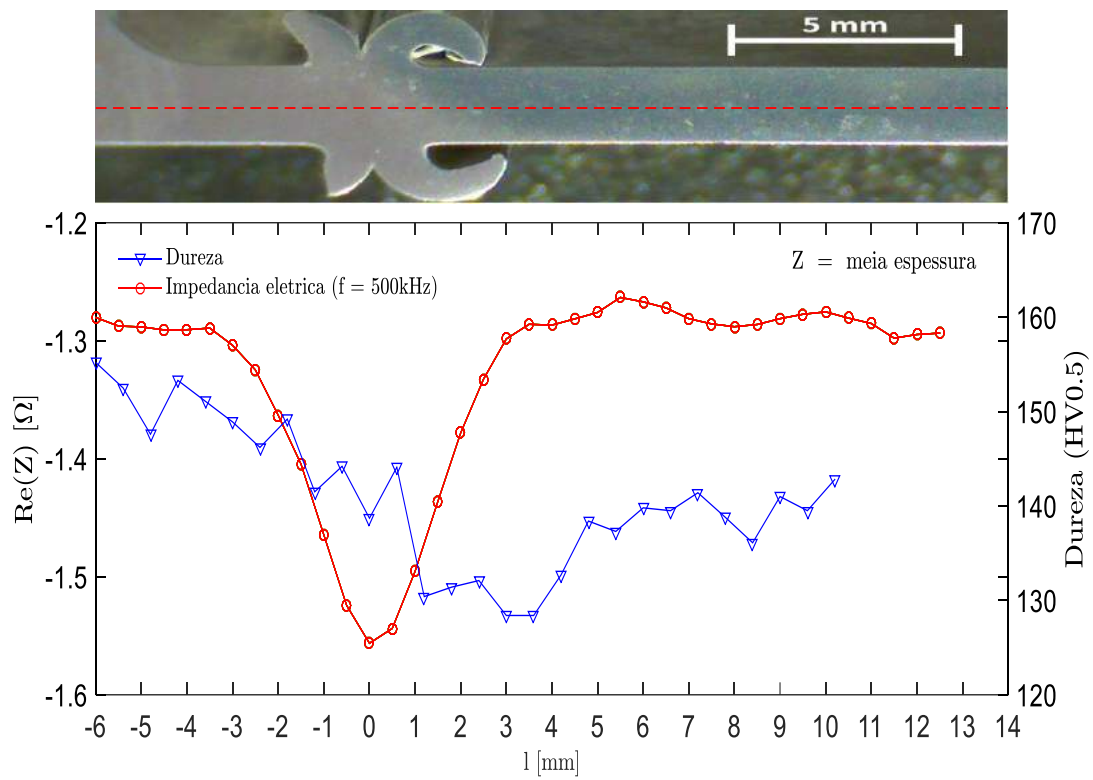 5 mm
-1.2
-1.3
-1.4
-1.5
-1.6
Re(Z) [Ω]
Dureza
Impedancia eletrica (f = 500kHz)
Z = meia espessura
170
160
150
140
130
120
Dureza (HV0.5)
-6 -5 -4 -3 -2 -1 0 1 2 3 4 5 6 7 8 9 10 11 12 13 14
l [mm]